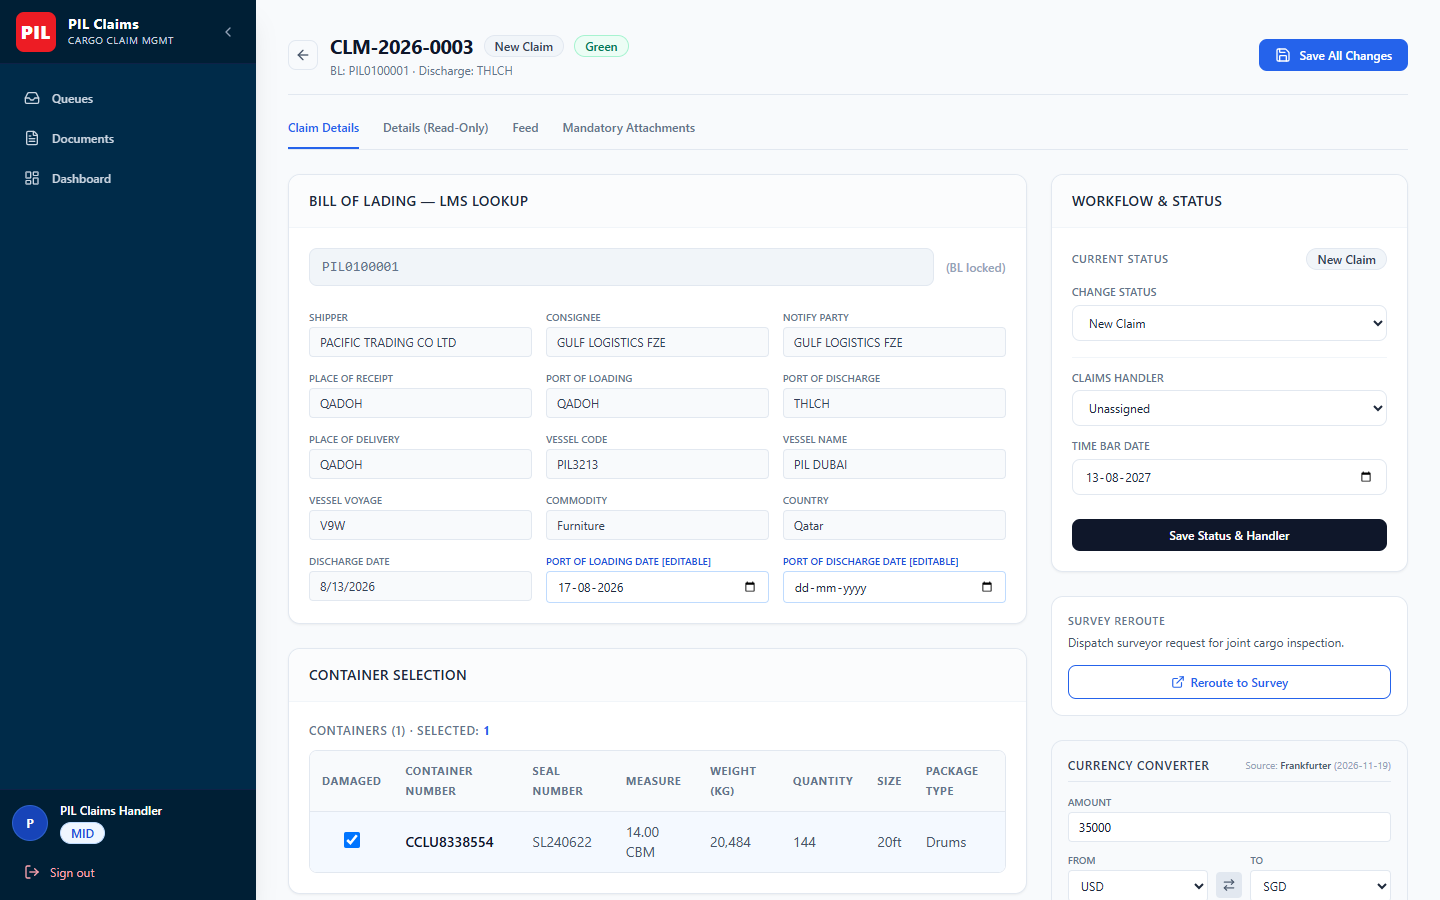 PIL
PIL Claims
CARGO CLAIM MGMT
Queues
Documents
Dashboard
P
PIL Claims Handler
MID
Sign out
CLM-2026-0003
New Claim
Green
BL: PIL0100001 · Discharge: THLCH
Save All Changes
Claim Details
Details (Read-Only)
Feed
Mandatory Attachments
BILL OF LADING — LMS LOOKUP
PIL0100001
(BL locked)
SHIPPER
CONSIGNEE
NOTIFY PARTY
PACIFIC TRADING CO LTD
GULF LOGISTICS FZE
GULF LOGISTICS FZE
PLACE OF RECEIPT
PORT OF LOADING
PORT OF DISCHARGE
QADOH
QADOH
THLCH
PLACE OF DELIVERY
VESSEL CODE
VESSEL NAME
QADOH
PIL3213
PIL DUBAI
VESSEL VOYAGE
COMMODITY
COUNTRY
V9W
Furniture
Qatar
DISCHARGE DATE
PORT OF LOADING DATE [EDITABLE]
PORT OF DISCHARGE DATE [EDITABLE]
8/13/2026
17-08-2026
dd-mm-yyyy
CONTAINER SELECTION
CONTAINERS (1) · SELECTED: 1
DAMAGED
CONTAINER NUMBER
SEAL NUMBER
MEASURE
WEIGHT (KG)
QUANTITY
SIZE
PACKAGE TYPE
CCLU8338554
SL240622
14.00 CBM
20,484
144
20ft
Drums
WORKFLOW & STATUS
CURRENT STATUS
New Claim
CHANGE STATUS
New Claim
CLAIMS HANDLER
Unassigned
TIME BAR DATE
13-08-2027
Save Status & Handler
SURVEY REROUTE
Dispatch surveyor request for joint cargo inspection.
Reroute to Survey
CURRENCY CONVERTER
Source: Frankfurter (2026-11-19)
AMOUNT
35000
FROM
TO
USD
SGD